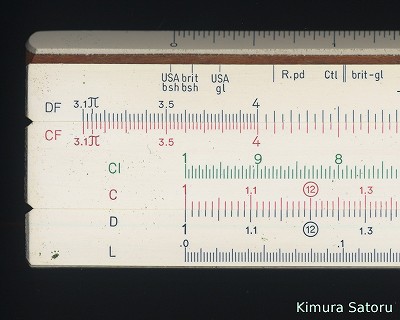 0
USA brit USA R.pd Ctl brit-gl
bsh bsh gl
DF 3.1 π 3.5 4
CF 3.1 π 3.5 4
CI 1 9 8
C 1 1.1 12 1.3
D 1 1.1 12 1.3
L .0 .1
Kimura Satoru